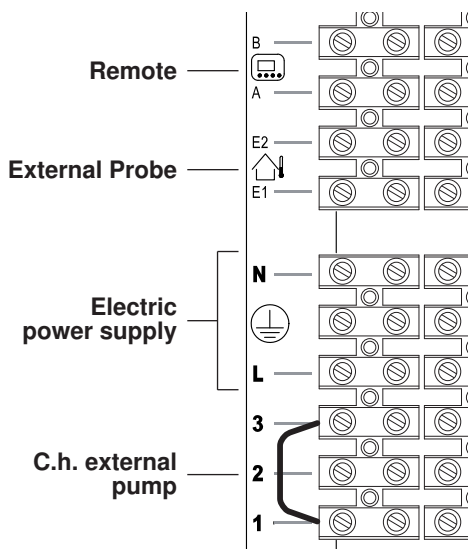 B
Remote
A
E2
External Probe
E1
N
Electric
power supply
L
3
C.h. external
pump
2
1